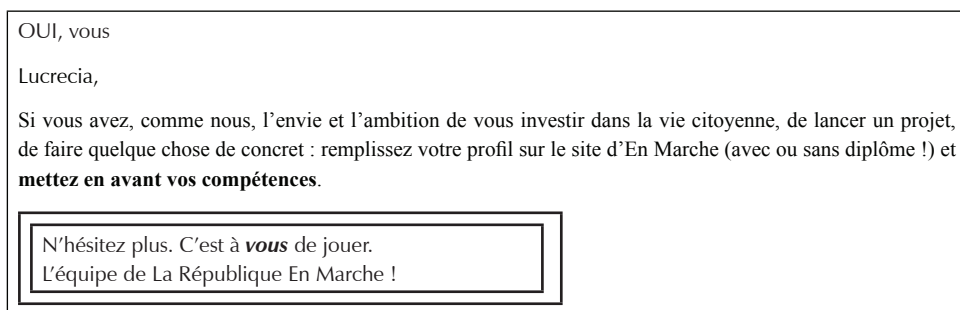 OUI, vous
Lucrecia,
Si vous avez, comme nous, l’envie et l’ambition de vous investir dans la vie citoyenne, de lancer un projet,
de faire quelque chose de concret : remplissez votre profil sur le site d’En Marche (avec ou sans diplôme !) et
mettez en avant vos compétences.
N’hésitez plus. C’est à vous de jouer.
L’équipe de La République En Marche !